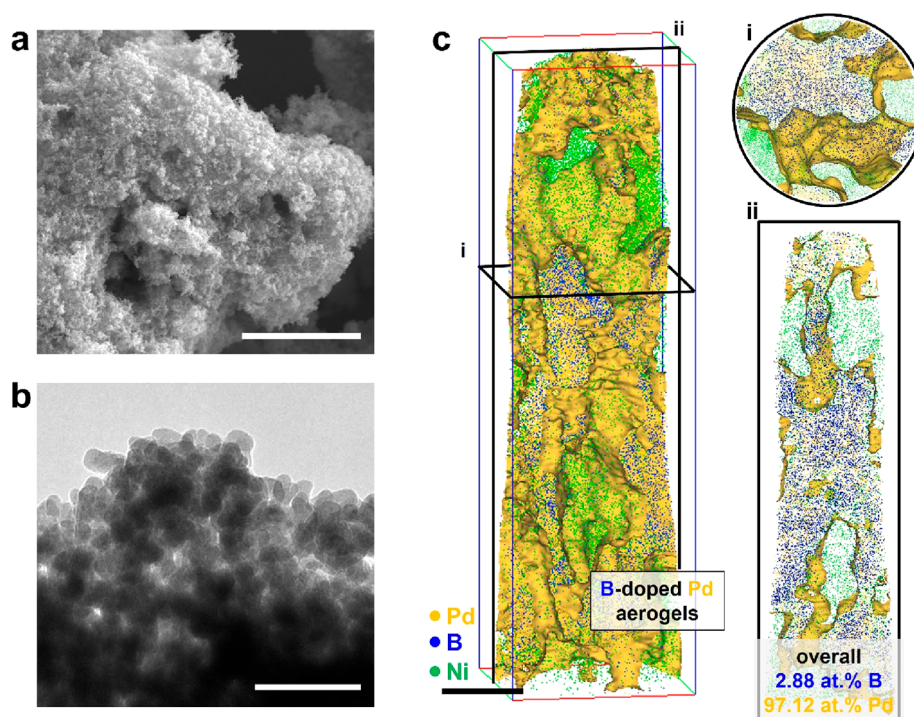 a
b
c
ii
i
i
ii
Pd
B
Ni
B-doped Pd
aerogels
overall
2.88 at.% B
97.12 at.% Pd